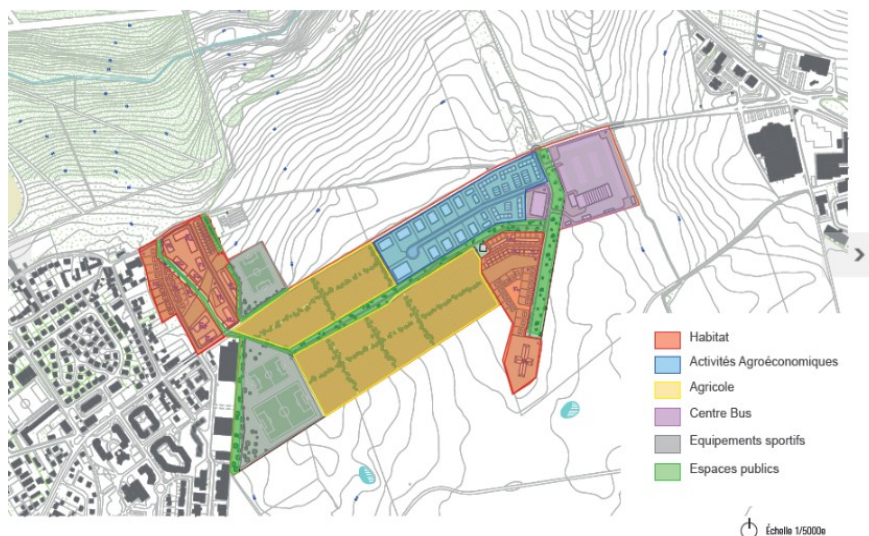 Habitat
Activités Agroéconomiques
Agricole
Centre Bus
Equipements sportifs
Espaces publics
Échelle 1/5000e